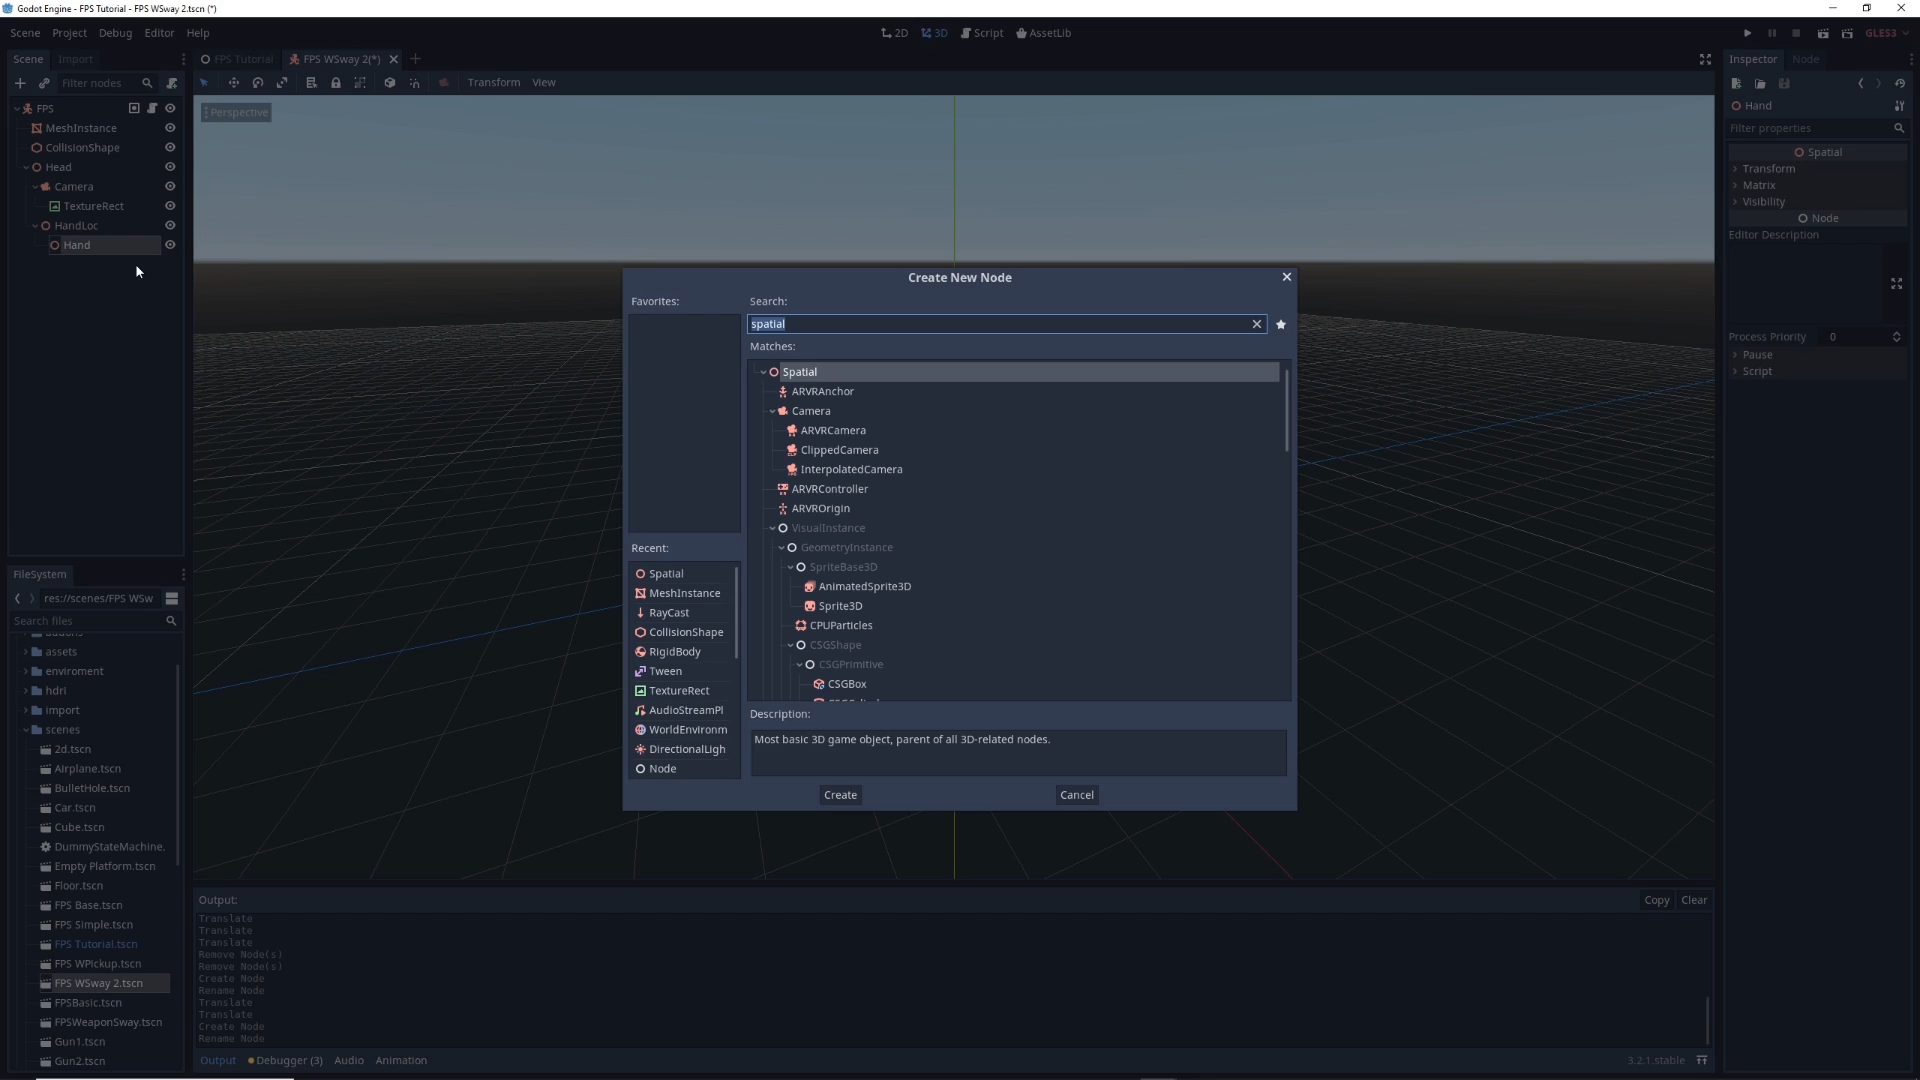 Godot Engine - FPS Tutorial - FPS WSway 2.tscn (*)
Scene Project Debug Editor Help
2D 3D Script AssetLib
GLES3
Scene Import
FPS Tutorial FPS WSway 2(*)
Inspector Node
Filter nodes
Transform View
FPS
MeshInstance
CollisionShape
Head
Camera
TextureRect
HandLoc
Hand
Perspective
Hand
Filter properties
Spatial
Transform
Matrix
Visibility
Node
Editor Description
Process Priority 0
Pause
Script
Create New Node
Favorites:
Search:
spatial
Matches:
Spatial
ARVRAnchor
Camera
ARVRCamera
ClippedCamera
InterpolatedCamera
ARVRController
ARVROrigin
VisualInstance
GeometryInstance
SpriteBase3D
AnimatedSprite3D
Sprite3D
CPUParticles
CSGShape
CSGPrimitive
CSGBox
Recent:
Spatial
MeshInstance
RayCast
CollisionShape
RigidBody
Tween
TextureRect
AudioStreamPl
WorldEnvironm
DirectionalLigh
Node
Description:
Most basic 3D game object, parent of all 3D-related nodes.
Create Cancel
FileSystem
res://scenes/FPS WSw
Search files
assets
enviroment
hdri
import
scenes
2d.tscn
Airplane.tscn
BulletHole.tscn
Car.tscn
Cube.tscn
DummyStateMachine.
Empty Platform.tscn
Floor.tscn
FPS Base.tscn
FPS Simple.tscn
FPS Tutorial.tscn
FPS WPickup.tscn
FPS WSway 2.tscn
FPSBasic.tscn
FPSWeaponSway.tscn
Gun1.tscn
Gun2.tscn
Output:
Copy Clear
Translate
Translate
Translate
Remove Node(s)
Remove Node(s)
Create Node
Rename Node
Translate
Translate
Create Node
Rename Node
Output Debugger (3) Audio Animation
3.2.1.stable